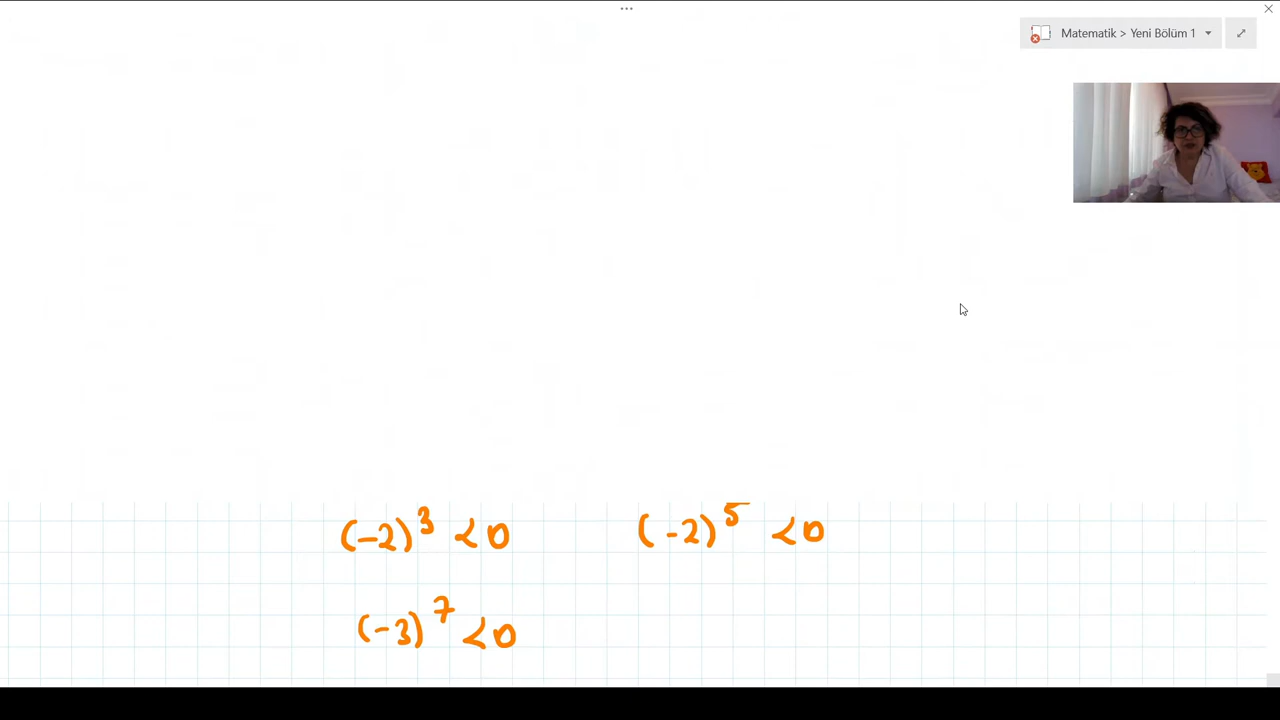 Matematik > Yeni Bölüm 1
(-2)³ <0 (-2)⁵ <0
(-3)⁷ <0